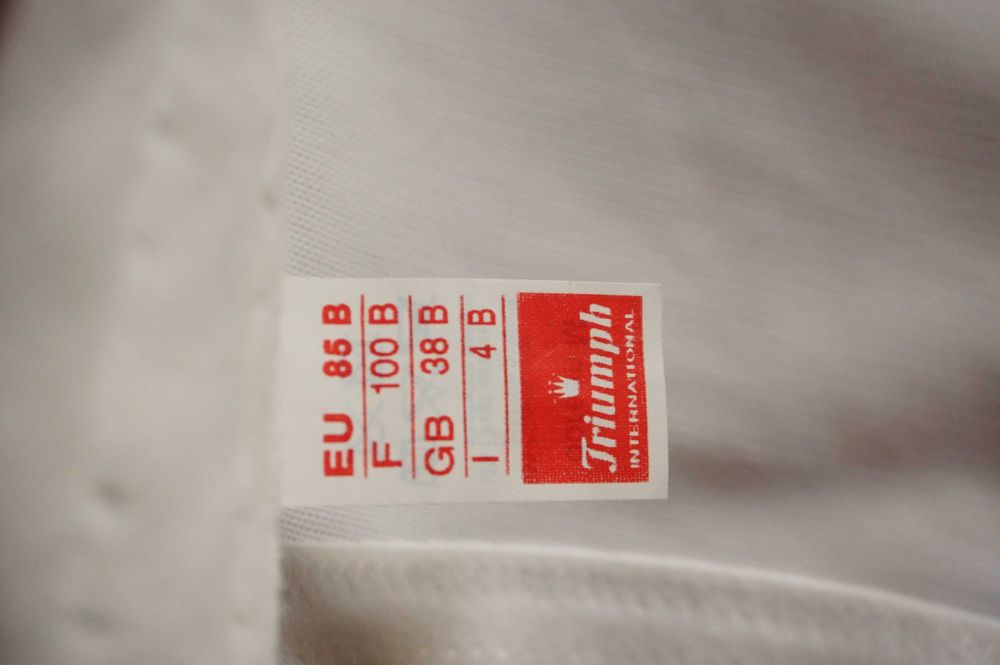 EU 85 B
F 100 B
GB 38 B
I 4 B
Triumph
INTERNATIONAL